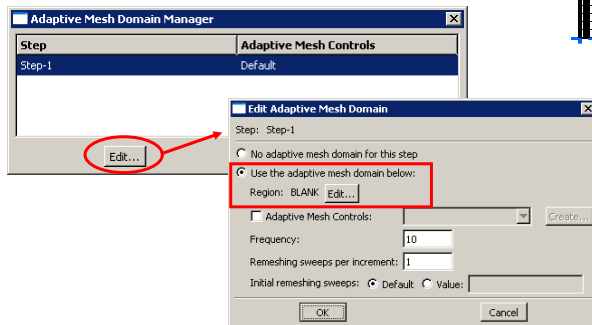 Adaptive Mesh Domain Manager
Step Adaptive Mesh Controls
Step-1 Default
Edit...
Edit Adaptive Mesh Domain
Step: Step-1
No adaptive mesh domain for this step
Use the adaptive mesh domain below:
Region: BLANK Edit...
Adaptive Mesh Controls: Create...
Frequency: 10
Remeshing sweeps per increment: 1
Initial remeshing sweeps: Default Value:
OK Cancel